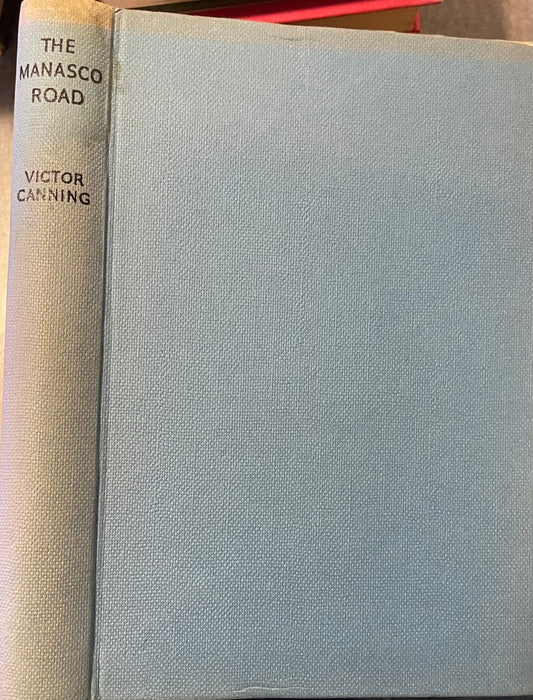 THE
MANASCO
ROAD
VICTOR
CANNING